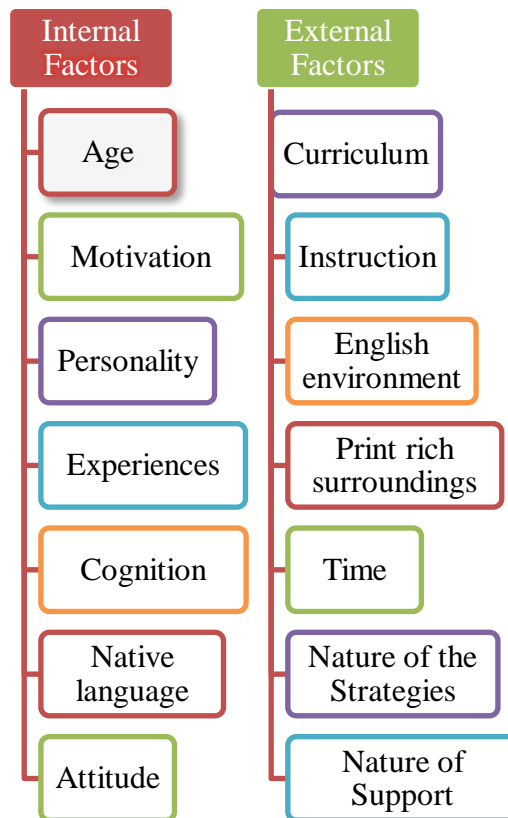 Internal
Factors
Age
Motivation
Personality
Experiences
Cognition
Native
language
Attitude
External
Factors
Curriculum
Instruction
English
environment
Print rich
surroundings
Time
Nature of the
Strategies
Nature of
Support